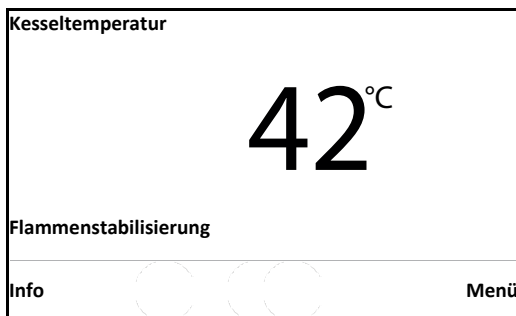 Kesseltemperatur
42 °C
Flammenstabilisierung
Info Menü